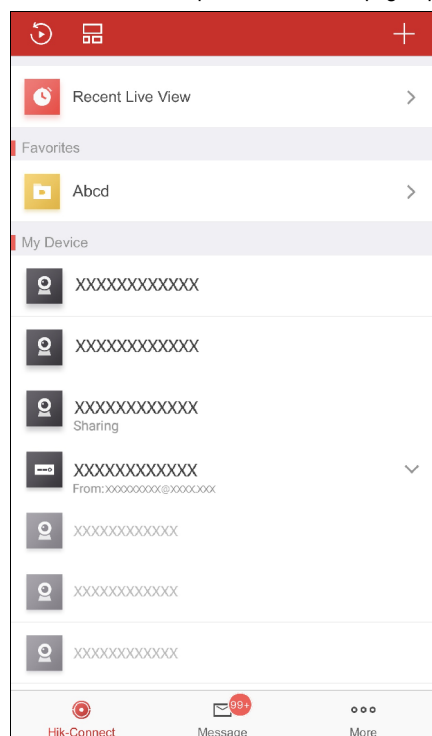 Recent Live View
Favorites
Abcd
My Device
XXXXXXXXXXXX
XXXXXXXXXXXX
XXXXXXXXXXXX
Sharing
XXXXXXXXXXXX
From:XXXXXXXXX@XXXX.XXX
XXXXXXXXXXXX
XXXXXXXXXXXX
XXXXXXXXXXXX
99+
Hik-Connect
Message
More